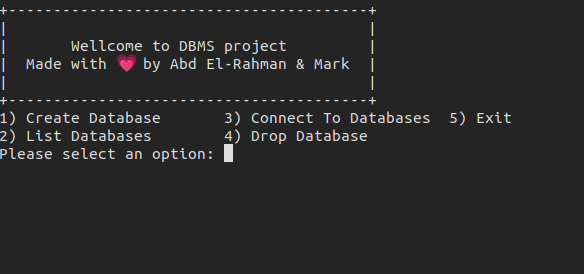 Wellcome to DBMS project
Made with 💗 by Abd El-Rahman & Mark
1) Create Database 3) Connect To Databases 5) Exit
2) List Databases 4) Drop Database
Please select an option: